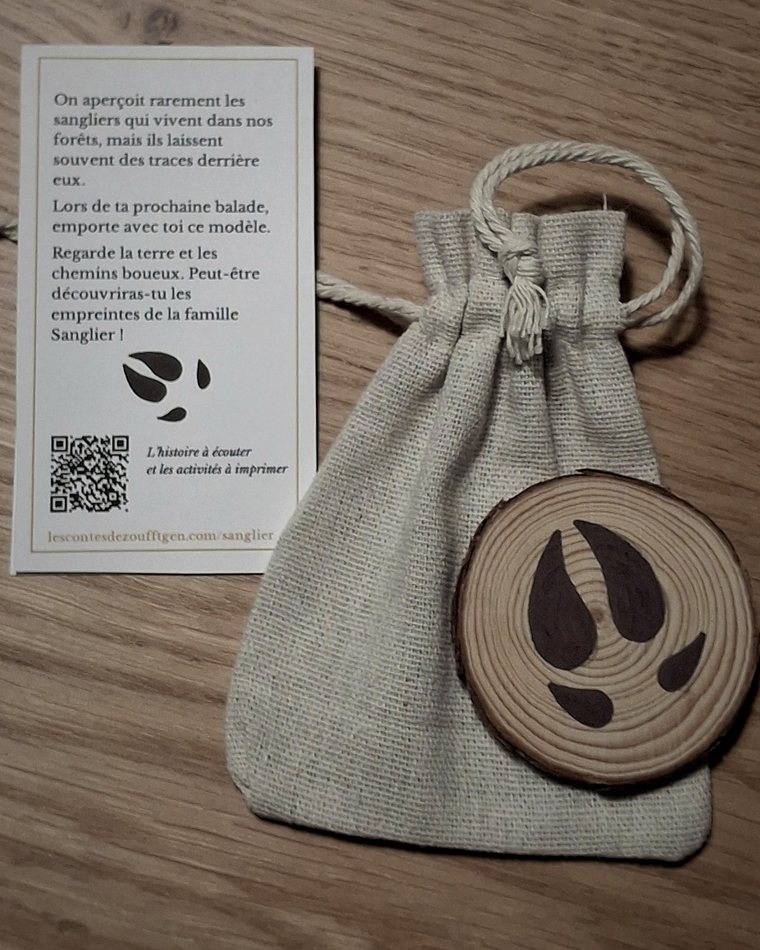 On aperçoit rarement les
sangliers qui vivent dans nos
forêts, mais ils laissent
souvent des traces derrière
eux.
Lors de ta prochaine balade,
emporte avec toi ce modèle.
Regarde la terre et les
chemins boueux. Peut-être
découvriras-tu les
empreintes de la famille
Sanglier !
L'histoire à écouter
et les activités à imprimer
lescontesdezoufftgen.com/sanglier